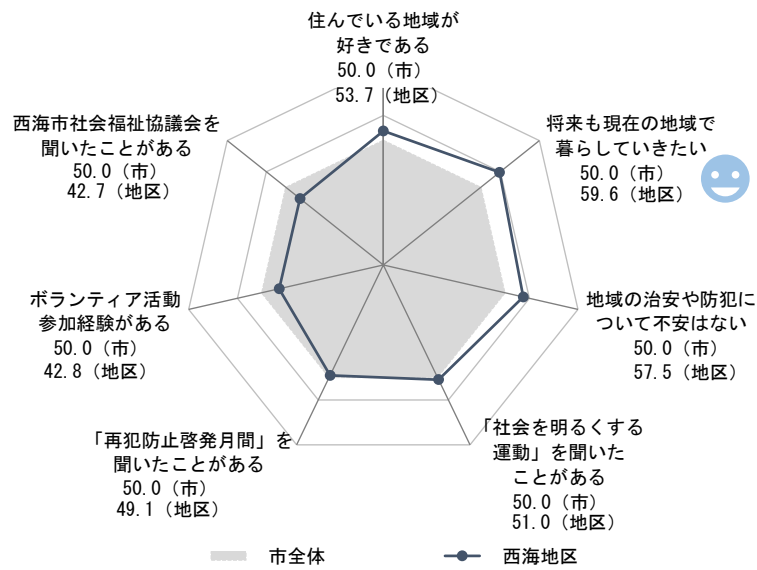 住んでいる地域が
好きである
50.0（市）
53.7（地区）
将来も現在の地域で
暮らしていきたい
50.0（市）
59.6（地区）
地域の治安や防犯に
ついて不安はない
50.0（市）
57.5（地区）
「社会を明るくする
運動」を聞いた
ことがある
50.0（市）
51.0（地区）
「再犯防止啓発月間」を
聞いたことがある
50.0（市）
49.1（地区）
ボランティア活動
参加経験がある
50.0（市）
42.8（地区）
西海市社会福祉協議会を
聞いたことがある
50.0（市）
42.7（地区）
市全体
西海地区